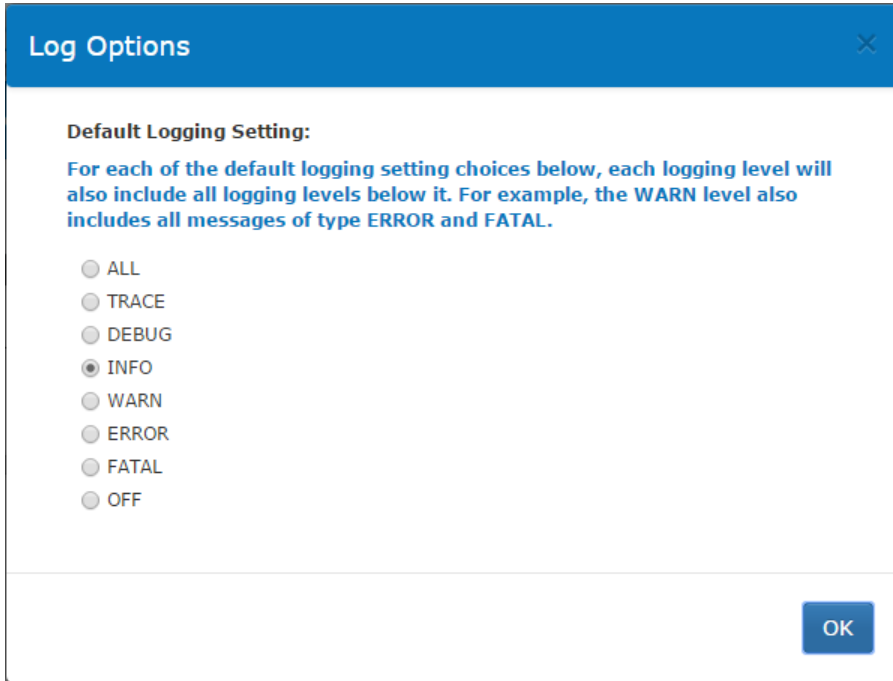 Log Options
Default Logging Setting:
For each of the default logging setting choices below, each logging level will
also include all logging levels below it. For example, the WARN level also
includes all messages of type ERROR and FATAL.
ALL
TRACE
DEBUG
INFO
WARN
ERROR
FATAL
OFF
OK